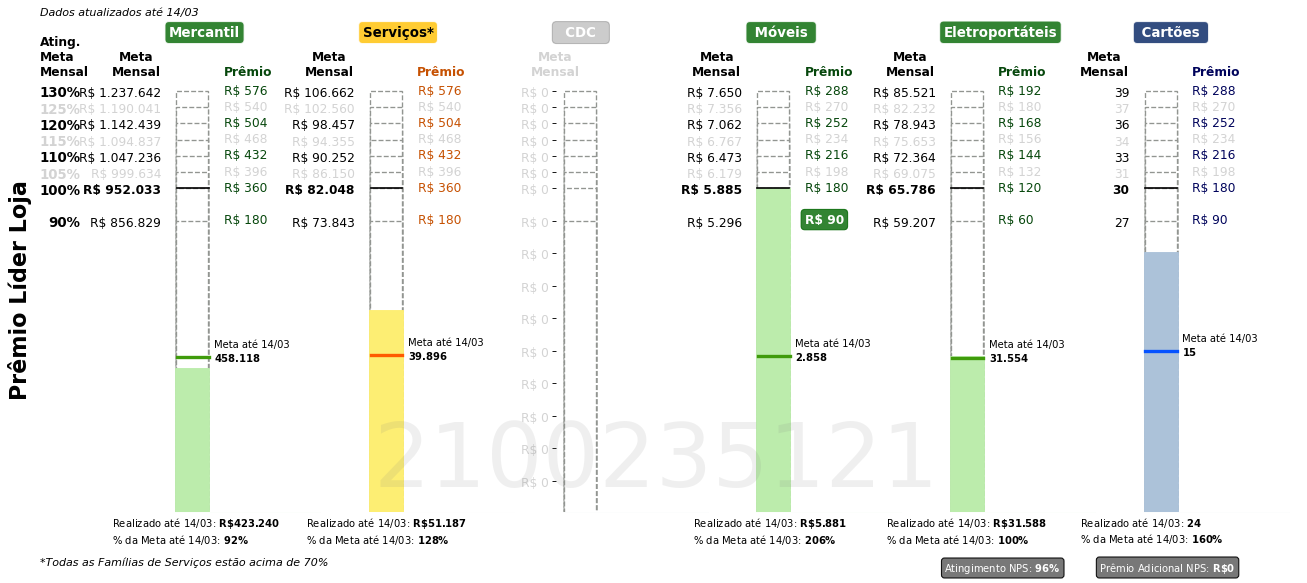 Dados atualizados até 14/03
Mercantil Serviços* CDC Móveis Eletroportáteis Cartões
Ating. Meta Mensal
Meta Mensal Prêmio Meta Mensal Prêmio Meta Mensal Meta Mensal Prêmio Meta Mensal Prêmio Meta Mensal Prêmio
130% R$ 1.237.642 R$ 576 R$ 106.662 R$ 576 R$ 0 R$ 7.650 R$ 288 R$ 85.521 R$ 192 39 R$ 288
125% R$ 1.190.041 R$ 540 R$ 102.560 R$ 540 R$ 0 R$ 7.356 R$ 270 R$ 82.232 R$ 180 37 R$ 270
120% R$ 1.142.439 R$ 504 R$ 98.457 R$ 504 R$ 0 R$ 7.062 R$ 252 R$ 78.943 R$ 168 36 R$ 252
115% R$ 1.094.837 R$ 468 R$ 94.355 R$ 468 R$ 0 R$ 6.767 R$ 234 R$ 75.653 R$ 156 34 R$ 234
110% R$ 1.047.236 R$ 432 R$ 90.252 R$ 432 R$ 0 R$ 6.473 R$ 216 R$ 72.364 R$ 144 33 R$ 216
105% R$ 999.634 R$ 396 R$ 86.150 R$ 396 R$ 0 R$ 6.179 R$ 198 R$ 69.075 R$ 132 31 R$ 198
100% R$ 952.033 R$ 360 R$ 82.048 R$ 360 R$ 0 R$ 5.885 R$ 180 R$ 65.786 R$ 120 30 R$ 180
90% R$ 856.829 R$ 180 R$ 73.843 R$ 180 R$ 0 R$ 5.296 R$ 90 R$ 59.207 R$ 60 27 R$ 90
R$ 0
R$ 0
R$ 0
R$ 0
R$ 0
R$ 0
R$ 0
R$ 0
Prêmio Líder Loja
Meta até 14/03 Meta até 14/03 Meta até 14/03 Meta até 14/03 Meta até 14/03
458.118 39.896 2.858 31.554 15
2100235121
Realizado até 14/03: R$423.240 Realizado até 14/03: R$51.187 Realizado até 14/03: R$5.881 Realizado até 14/03: R$31.588 Realizado até 14/03: 24
% da Meta até 14/03: 92% % da Meta até 14/03: 128% % da Meta até 14/03: 206% % da Meta até 14/03: 100% % da Meta até 14/03: 160%
*Todas as Famílias de Serviços estão acima de 70%
Atingimento NPS: 96% Prêmio Adicional NPS: R$0